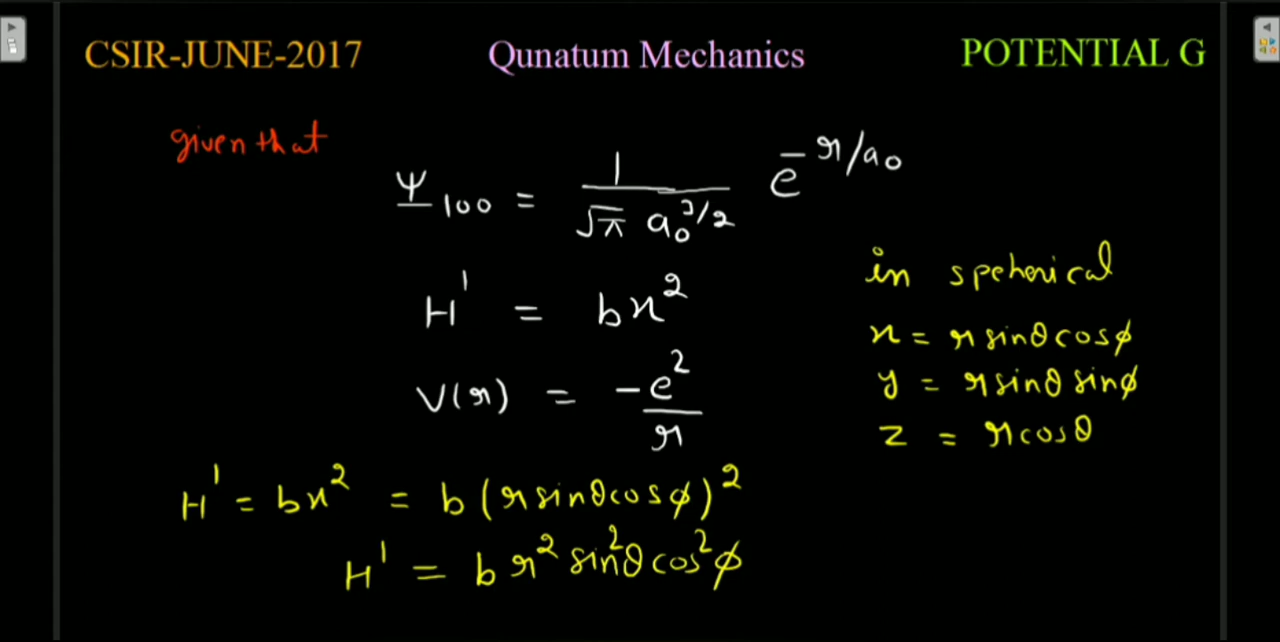 CSIR-JUNE-2017 Qunatum Mechanics POTENTIAL G
given that
Ψ₁₀₀ = 1/(√π a₀^(3/2)) e^(-r/a₀)
in spehorical
H' = bx²
x = r sinθ cosϕ
V(r) = -e²/r
y = r sinθ sinϕ
z = r cosθ
H' = bx² = b (r sinθ cosϕ)²
H' = b r² sin²θ cos²ϕ